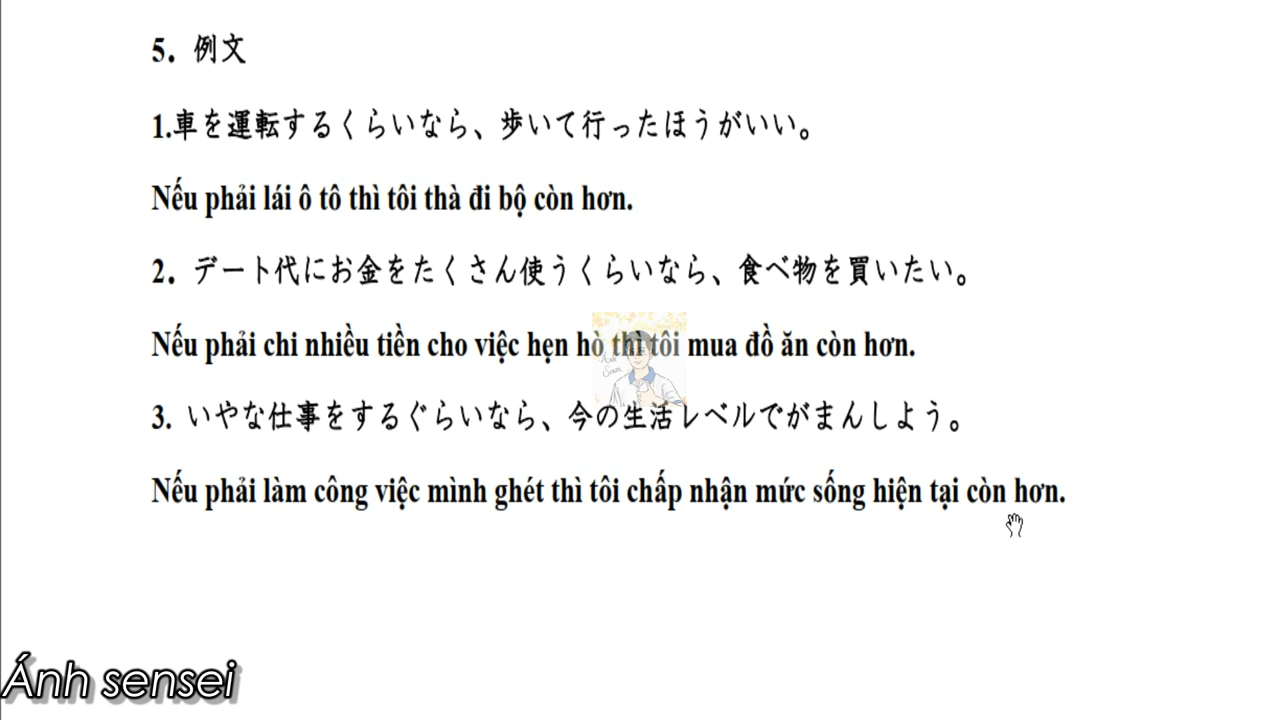 5. 例文
1.車を運転するくらいなら、歩いて行ったほうがいい。
Nếu phải lái ô tô thì tôi thà đi bộ còn hơn.
2. デート代にお金をたくさん使うくらいなら、食べ物を買いたい。
Nếu phải chi nhiều tiền cho việc hẹn hò thì tôi mua đồ ăn còn hơn.
3. いやな仕事をするぐらいなら、今の生活レベルでがまんしよう。
Nếu phải làm công việc mình ghét thì tôi chấp nhận mức sống hiện tại còn hơn.
Ánh sensei